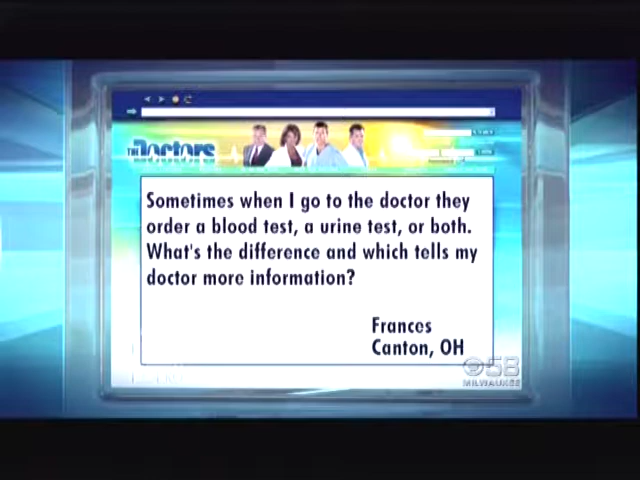 THE Doctors
Sometimes when I go to the doctor they
order a blood test, a urine test, or both.
What's the difference and which tells my
doctor more information?
Frances
Canton, OH
58
MILWAUKEE